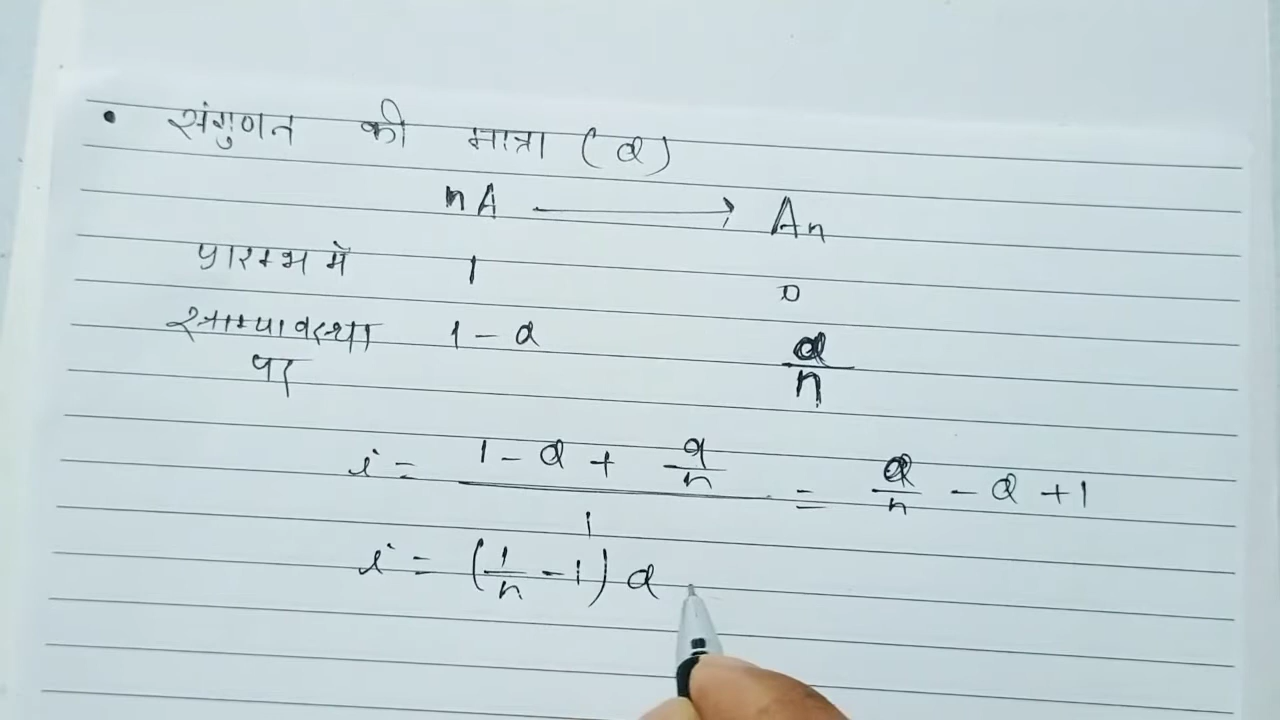 • संगुणन की मात्रा (α)
nA ⟶ An
प्रारम्भ में 1 0
साम्यावस्था 1 - α α/n
पर
i = (1 - α + α/n)/1 = α/n - α + 1
i = (1/n - 1) α